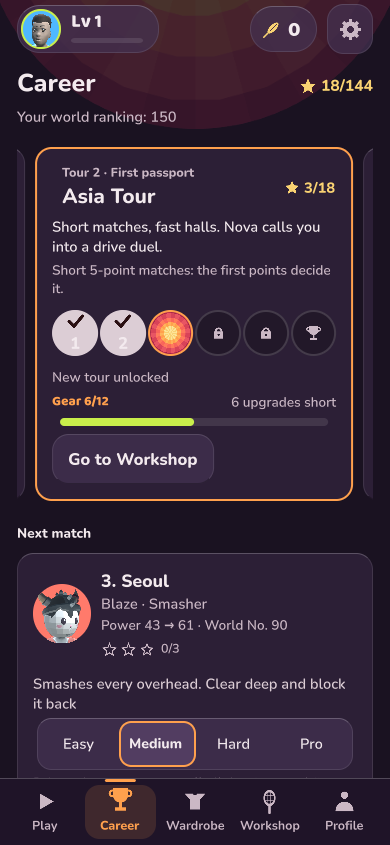 Lv 1
0
Career
18/144
Your world ranking: 150
Tour 2 · First passport
Asia Tour
3/18
Short matches, fast halls. Nova calls you
into a drive duel.
Short 5-point matches: the first points decide
it.
1
2
New tour unlocked
Gear 6/12
6 upgrades short
Go to Workshop
Next match
3. Seoul
Blaze · Smasher
Power 43 → 61 · World No. 90
0/3
Smashes every overhead. Clear deep and block
it back
Easy
Medium
Hard
Pro
Play
Career
Wardrobe
Workshop
Profile